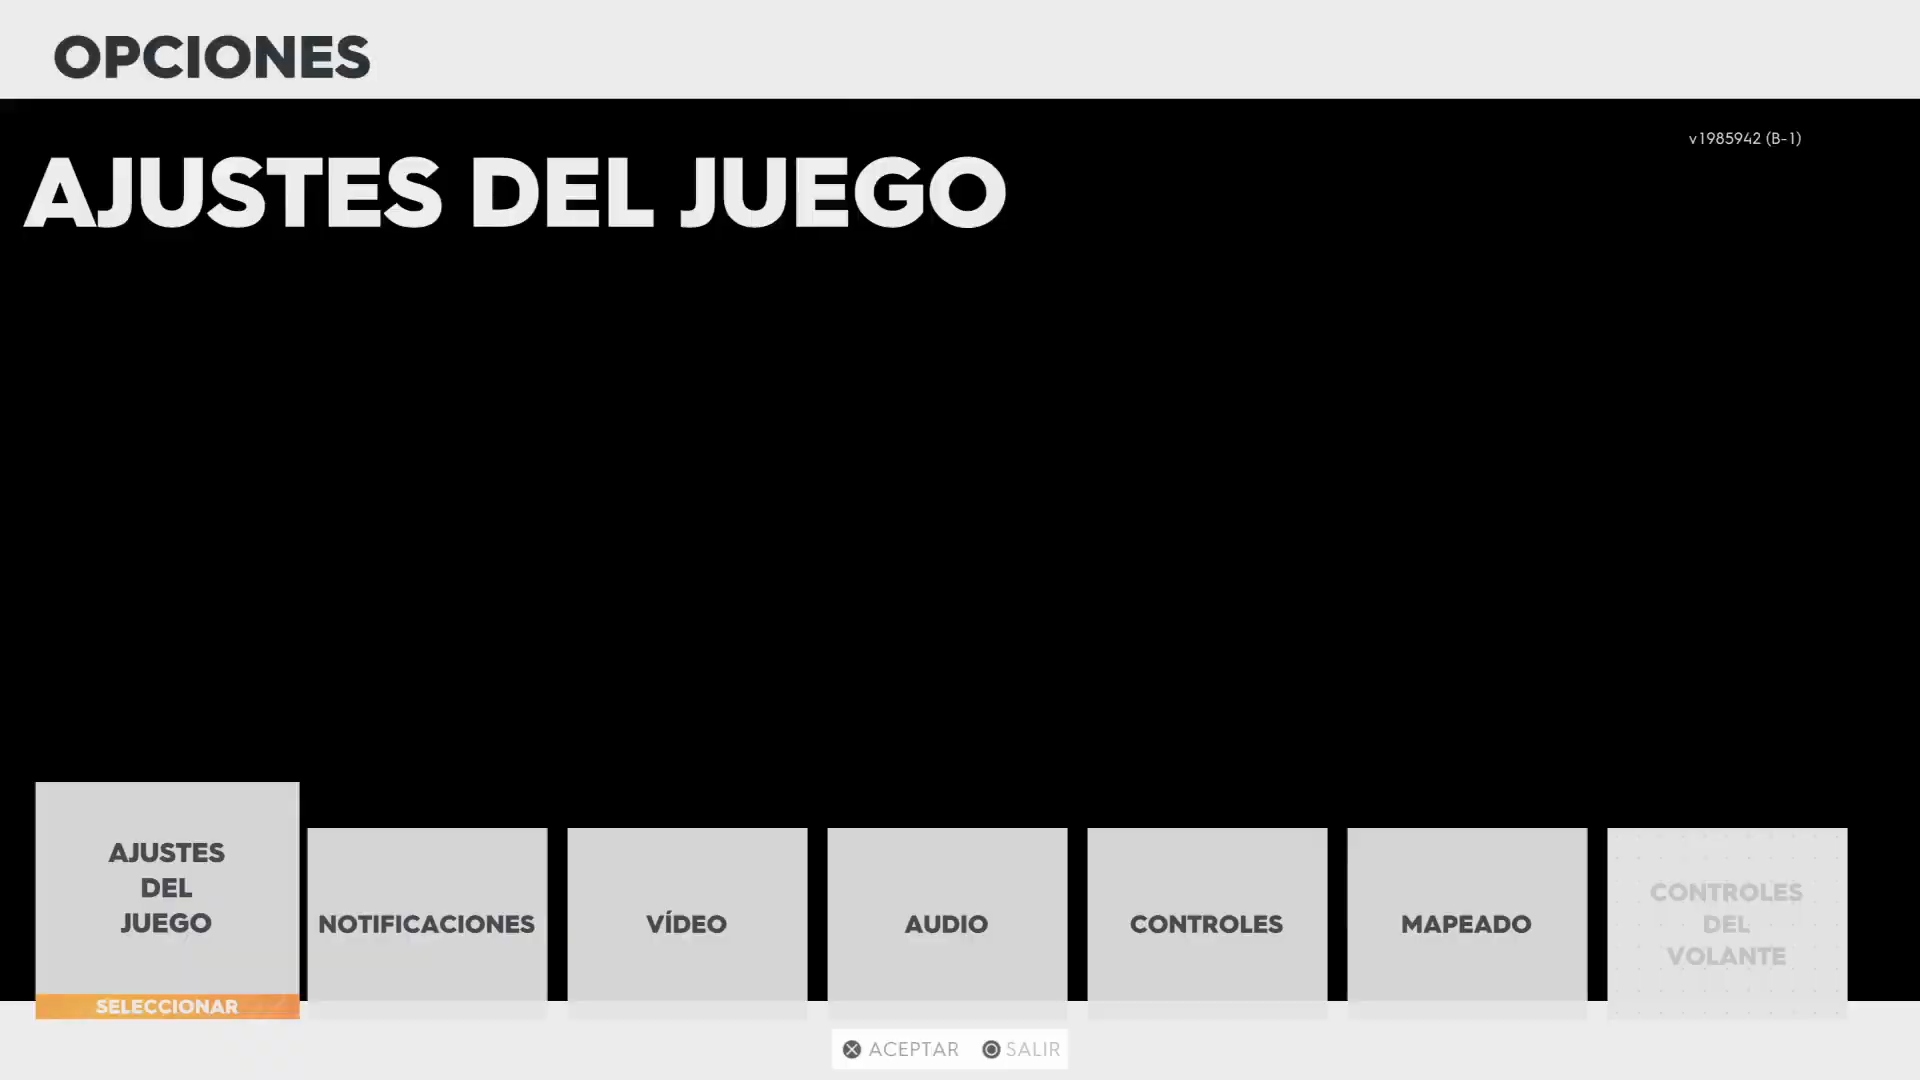 OPCIONES
v1985942 (B-1)
AJUSTES DEL JUEGO
AJUSTES
DEL
JUEGO
SELECCIONAR
NOTIFICACIONES
VÍDEO
AUDIO
CONTROLES
MAPEADO
CONTROLES
DEL
VOLANTE
ACEPTAR SALIR